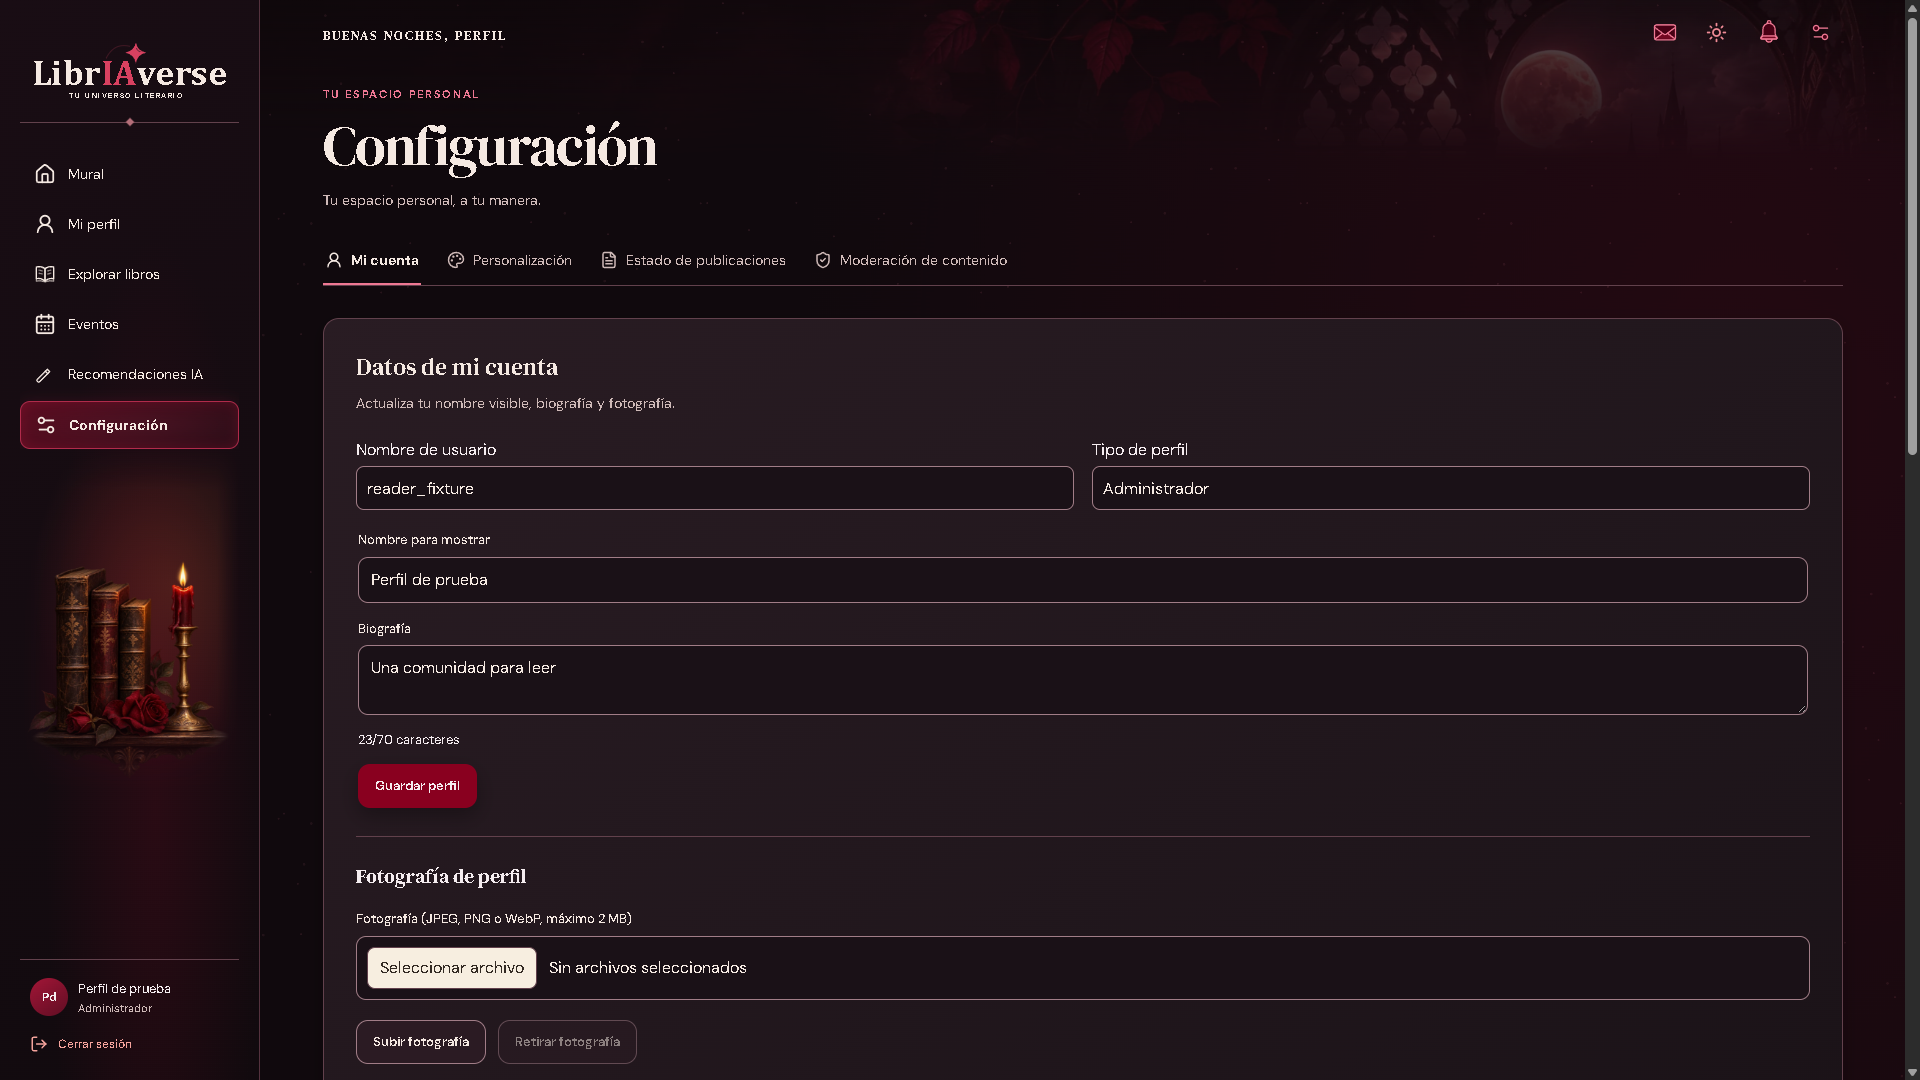 LibrIAverse
TU UNIVERSO LITERARIO
Mural
Mi perfil
Explorar libros
Eventos
Recomendaciones IA
Configuración
Pd
Perfil de prueba
Administrador
Cerrar sesión
BUENAS NOCHES, PERFIL
TU ESPACIO PERSONAL
Configuración
Tu espacio personal, a tu manera.
Mi cuenta
Personalización
Estado de publicaciones
Moderación de contenido
Datos de mi cuenta
Actualiza tu nombre visible, biografía y fotografía.
Nombre de usuario
reader_fixture
Tipo de perfil
Administrador
Nombre para mostrar
Perfil de prueba
Biografía
Una comunidad para leer
23/70 caracteres
Guardar perfil
Fotografía de perfil
Fotografía (JPEG, PNG o WebP, máximo 2 MB)
Seleccionar archivo
Sin archivos seleccionados
Subir fotografía
Retirar fotografía